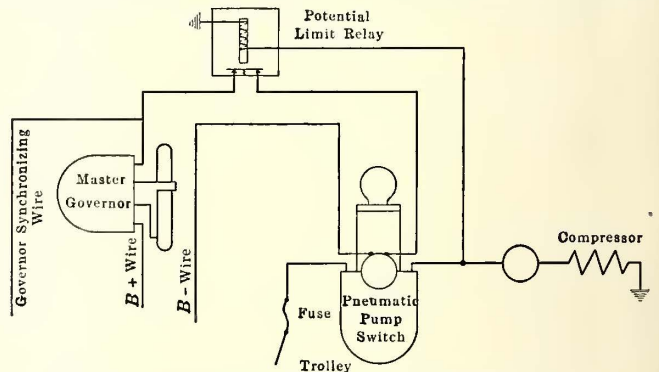 Potential
Limit Relay
Governor Synchronizing
Wire
Master
Governor
B + Wire
B - Wire
Compressor
Fuse
Pneumatic
Pump
Switch
Trolley